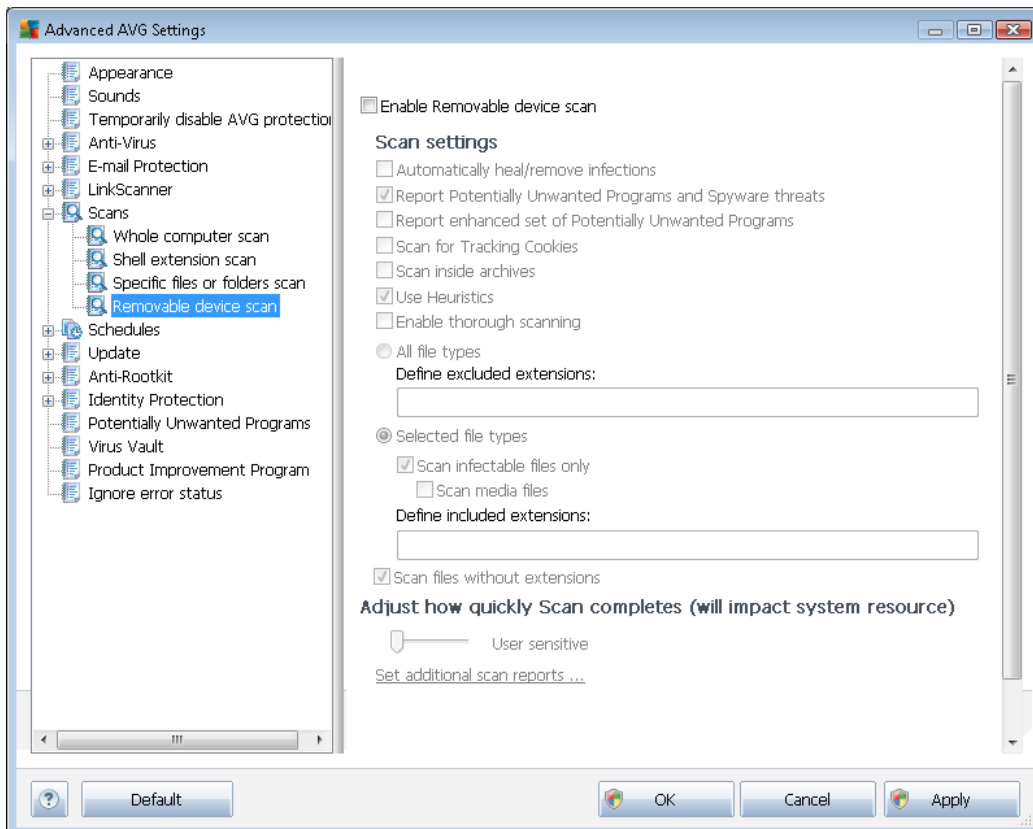 Advanced AVG Settings
Appearance
Sounds
Temporarily disable AVG protection
Anti-Virus
E-mail Protection
LinkScanner
Scans
Whole computer scan
Shell extension scan
Specific files or folders scan
Removable device scan
Schedules
Update
Anti-Rootkit
Identity Protection
Potentially Unwanted Programs
Virus Vault
Product Improvement Program
Ignore error status
Enable Removable device scan
Scan settings
Automatically heal/remove infections
Report Potentially Unwanted Programs and Spyware threats
Report enhanced set of Potentially Unwanted Programs
Scan for Tracking Cookies
Scan inside archives
Use Heuristics
Enable thorough scanning
All file types
Define excluded extensions:
Selected file types
Scan infectable files only
Scan media files
Define included extensions:
Scan files without extensions
Adjust how quickly Scan completes (will impact system resource)
User sensitive
Set additional scan reports ...
?
Default
OK
Cancel
Apply